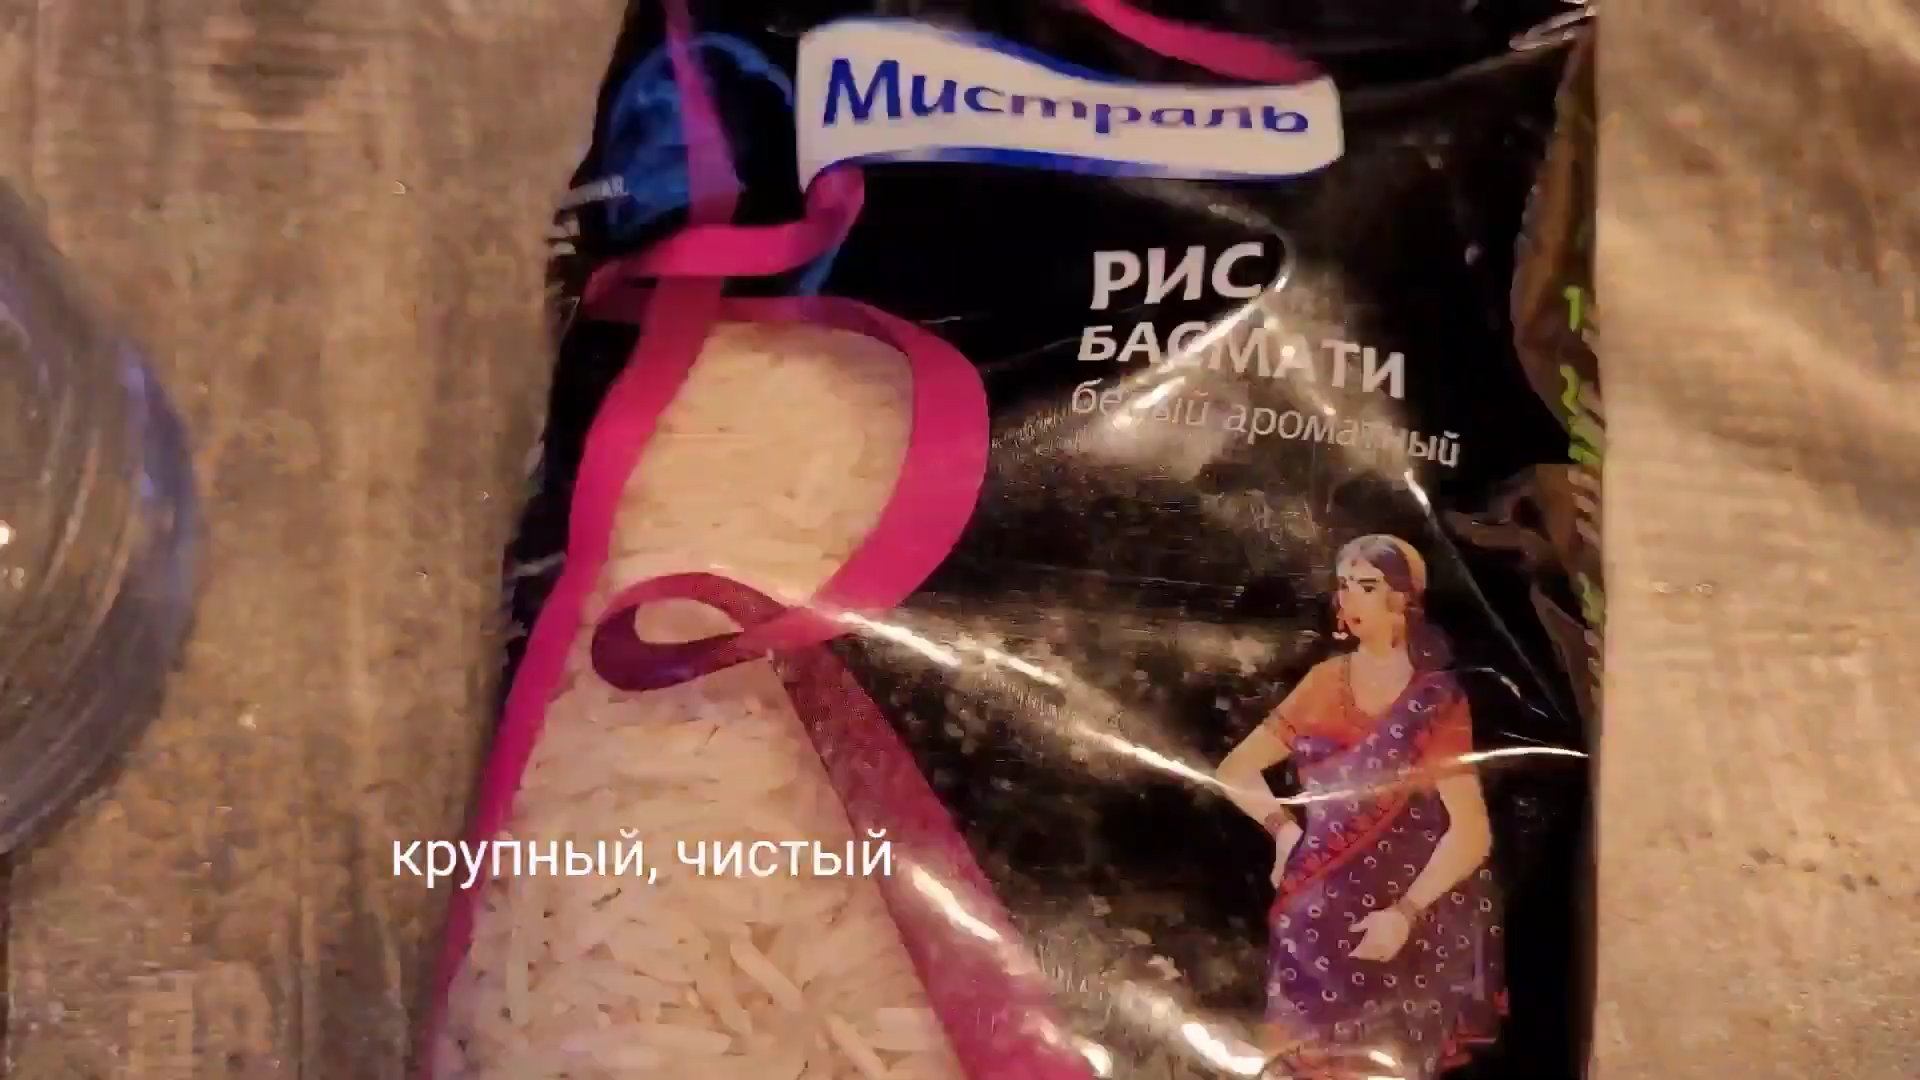 Мистраль
РИС
БАСМАТИ
белый ароматный
крупный, чистый